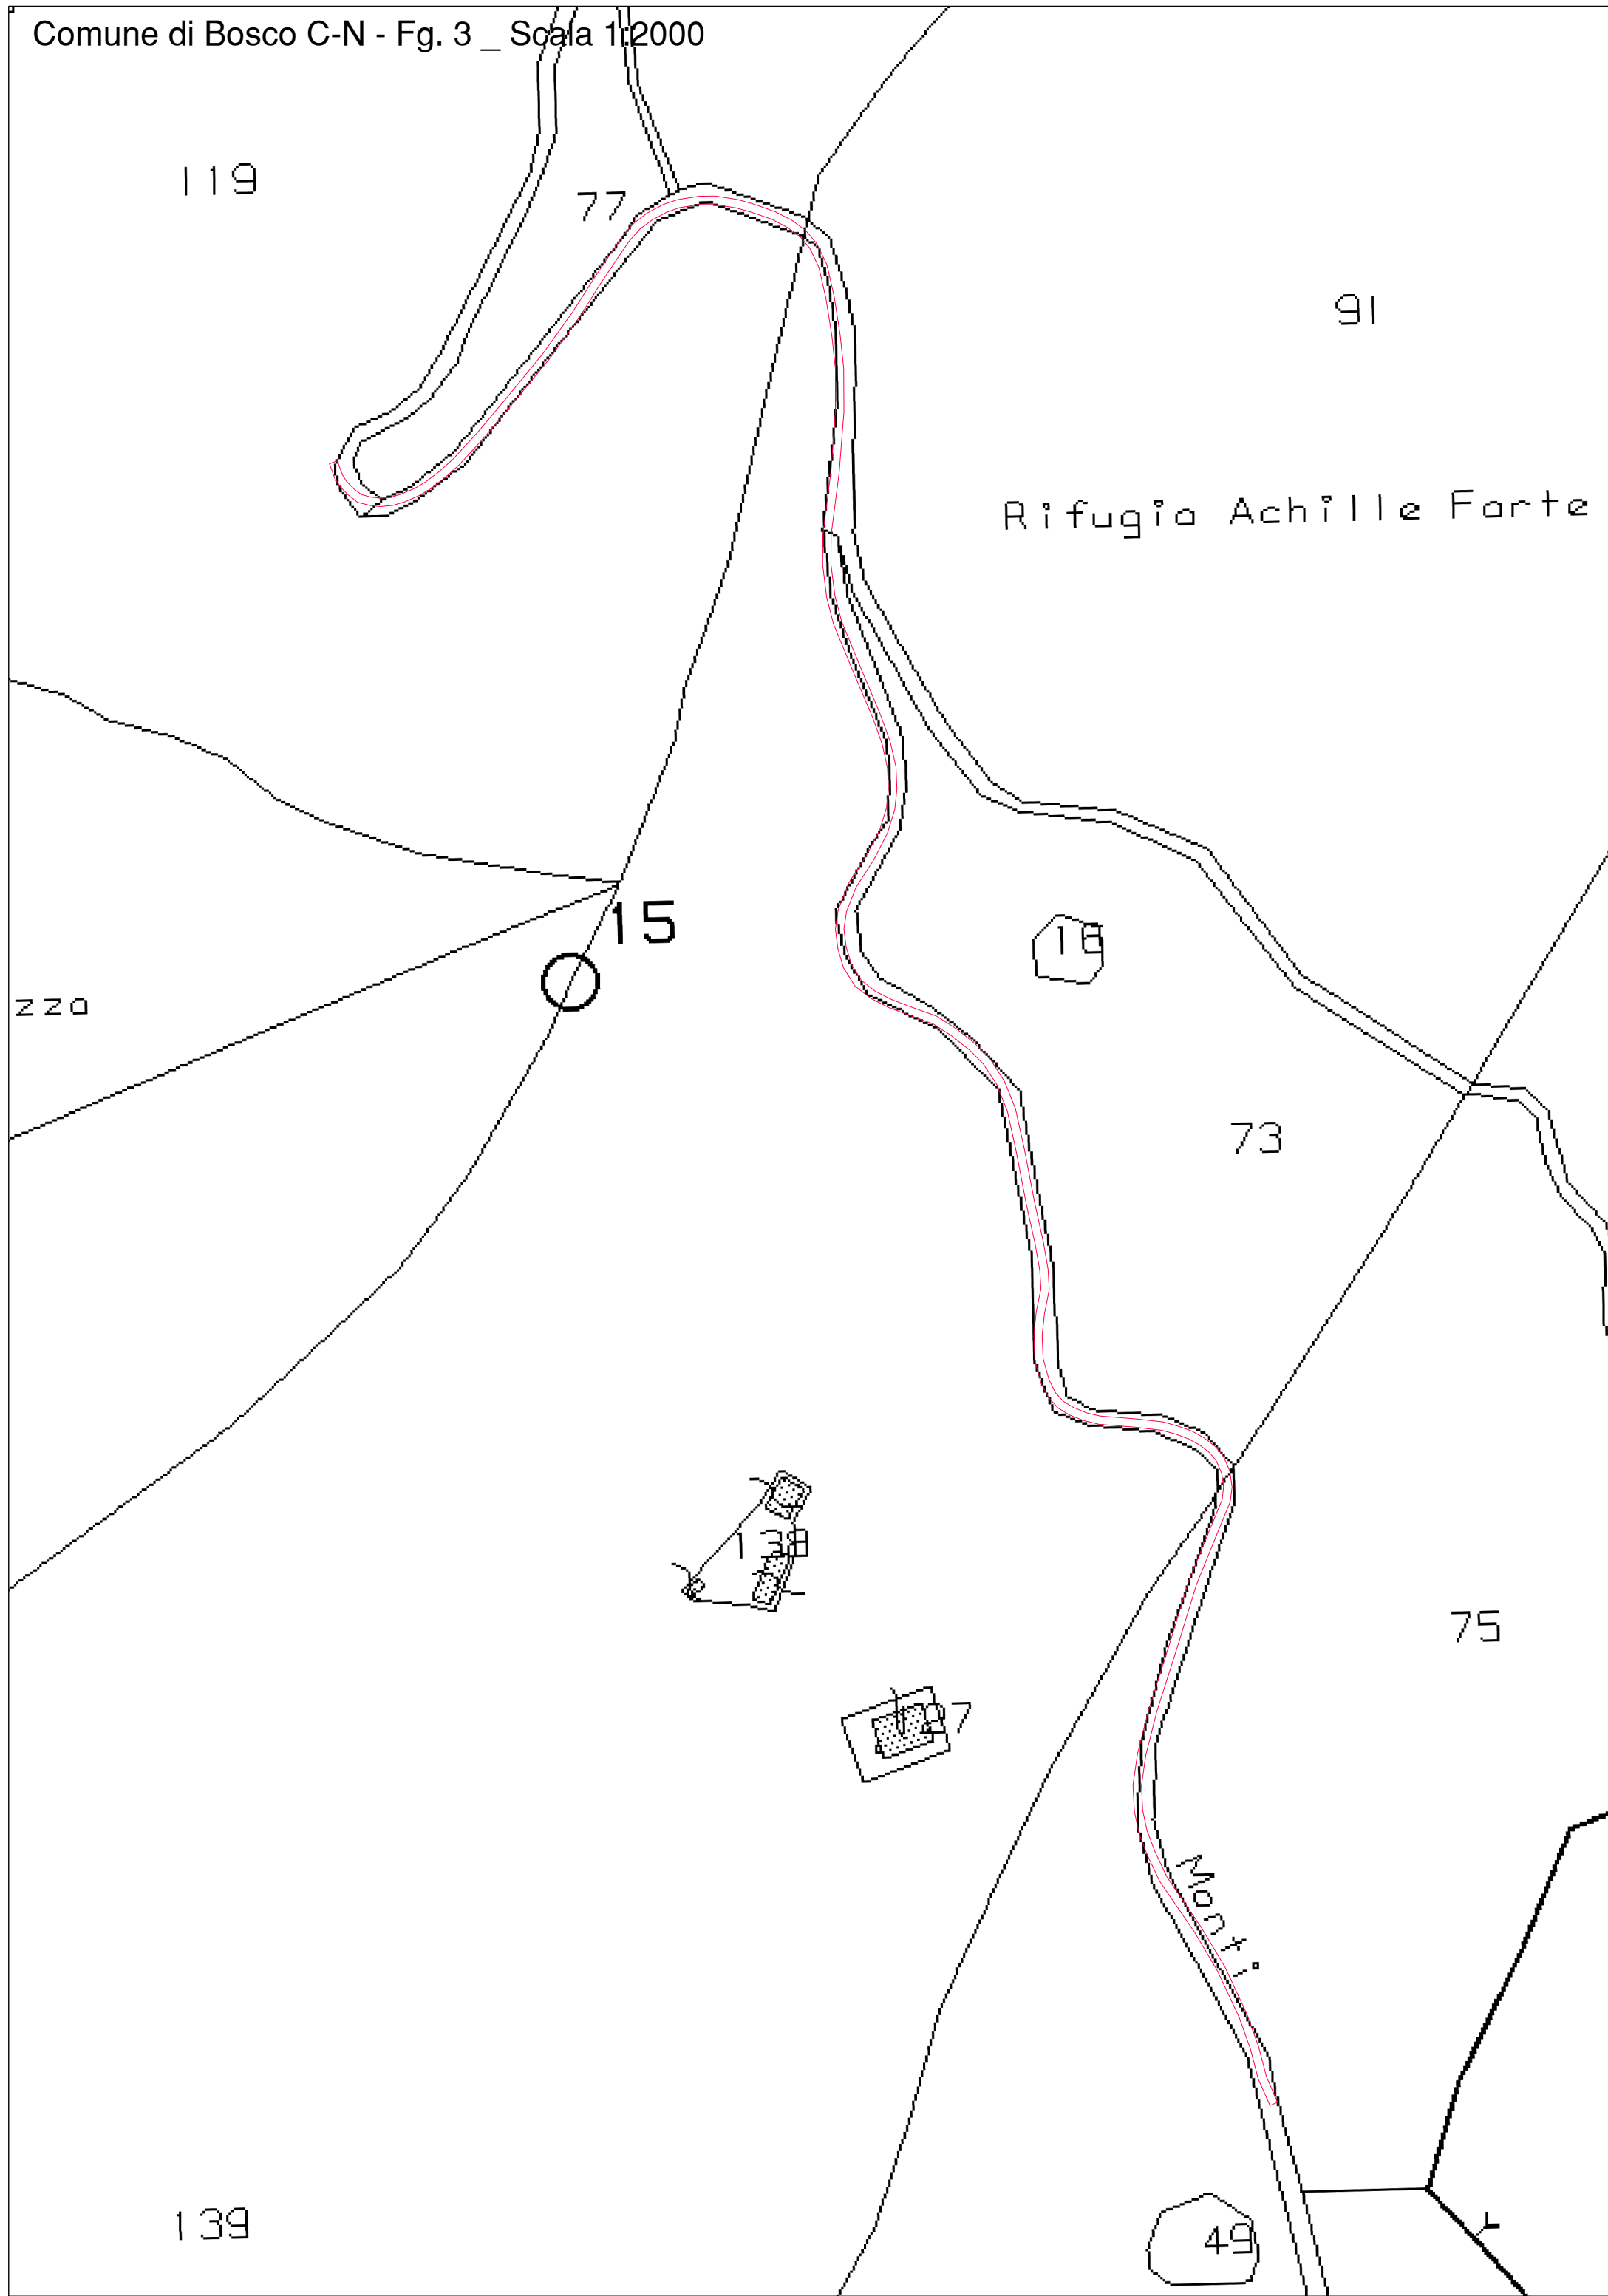 Comune di Bosco C-N - Fg. 3 _ Scala 1:2000
119
77
91
Rifugio Achille Forte
15
16
zza
73
138
75
97
Monti
139
49